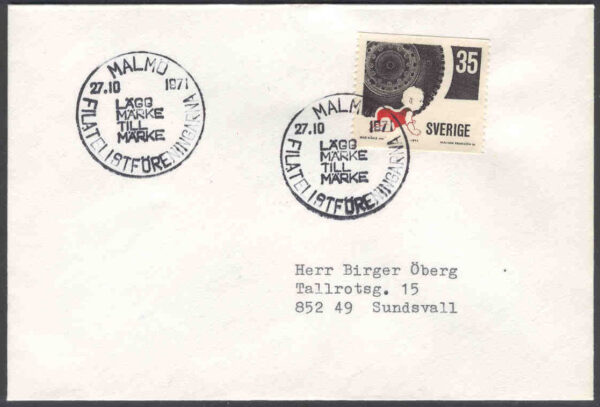 MALMÖ
27.10 1971
LÄGG
MÄRKE
TILL
MÄRKE
FILATELISTFÖRENINGARNA
MALMÖ
27.10 1971
LÄGG
MÄRKE
TILL
MÄRKE
FILATELISTFÖRENINGARNA
35
SVERIGE
Herr Birger Öberg
Tallrotsg. 15
852 49 Sundsvall